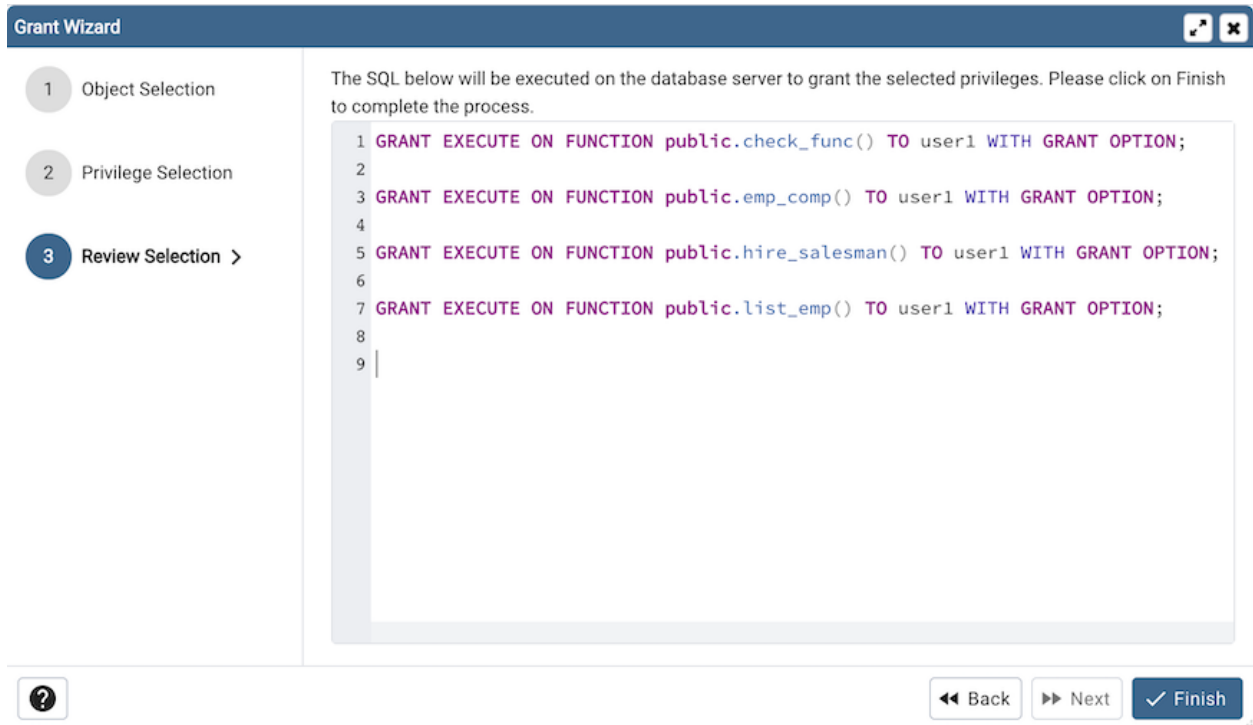 Grant Wizard
1 Object Selection
2 Privilege Selection
3 Review Selection
The SQL below will be executed on the database server to grant the selected privileges. Please click on Finish
to complete the process.
1 GRANT EXECUTE ON FUNCTION public.check_func() TO user1 WITH GRANT OPTION;
2
3 GRANT EXECUTE ON FUNCTION public.emp_comp() TO user1 WITH GRANT OPTION;
4
5 GRANT EXECUTE ON FUNCTION public.hire_salesman() TO user1 WITH GRANT OPTION;
6
7 GRANT EXECUTE ON FUNCTION public.list_emp() TO user1 WITH GRANT OPTION;
8
9
? Back Next Finish